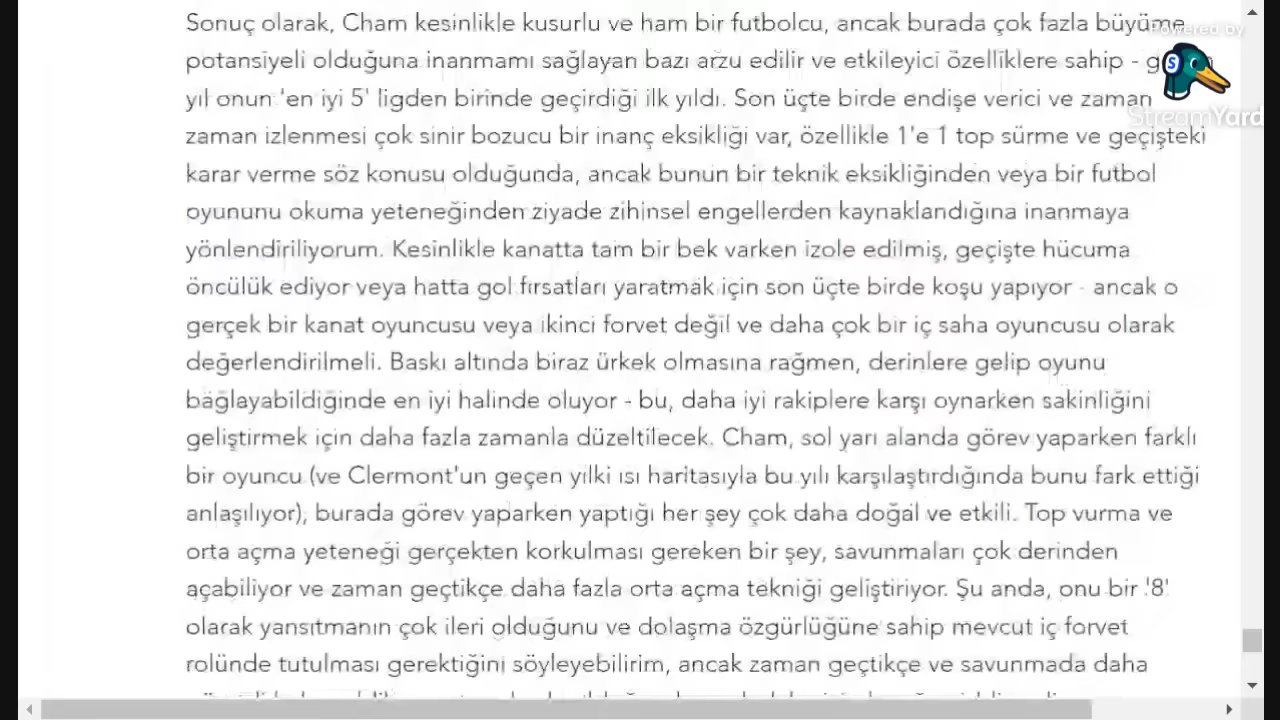 Sonuç olarak, Cham kesinlikle kusurlu ve ham bir futbolcu, ancak burada çok fazla büyüme
Powered by
potansiyeli olduğuna inanmamı sağlayan bazı arzu edilir ve etkileyici özelliklere sahip -
yıl onun 'en iyi 5' ligden birinde geçirdiği ilk yıldı. Son üçte birde endişe verici ve zaman
StreamYard
zaman izlenmesi çok sinir bozucu bir inanç eksikliği var, özellikle 1'e 1 top sürme ve geçişteki
karar verme söz konusu olduğunda, ancak bunun bir teknik eksikliğinden veya bir futbol
oyununu okuma yeteneğinden ziyade zihinsel engellerden kaynaklandığına inanmaya
yönlendiriliyorum. Kesinlikle kanatta tam bir bek varken izole edilmiş, geçişte hücuma
öncülük ediyor veya hatta gol fırsatları yaratmak için son üçte birde koşu yapıyor - ancak o
gerçek bir kanat oyuncusu veya ikinci forvet değil ve daha çok bir iç saha oyuncusu olarak
değerlendirilmeli. Baskı altında biraz ürkek olmasına rağmen, derinlere gelip oyunu
bağlayabildiğinde en iyi halinde oluyor - bu, daha iyi rakiplere karşı oynarken sakinliğini
geliştirmek için daha fazla zamanla düzeltilecek. Cham, sol yarı alanda görev yaparken farklı
bir oyuncu (ve Clermont'un geçen yılki ısı haritasıyla bu yılı karşılaştırdığında bunu fark ettiği
anlaşılıyor), burada görev yaparken yaptığı her şey çok daha doğal ve etkili. Top vurma ve
orta açma yeteneği gerçekten korkulması gereken bir şey, savunmaları çok derinden
açabiliyor ve zaman geçtikçe daha fazla orta açma tekniği geliştiriyor. Şu anda, onu bir '8'
olarak yansıtmanın çok ileri olduğunu ve dolaşma özgürlüğüne sahip mevcut iç forvet
rolünde tutulması gerektiğini söyleyebilirim, ancak zaman geçtikçe ve savunmada daha